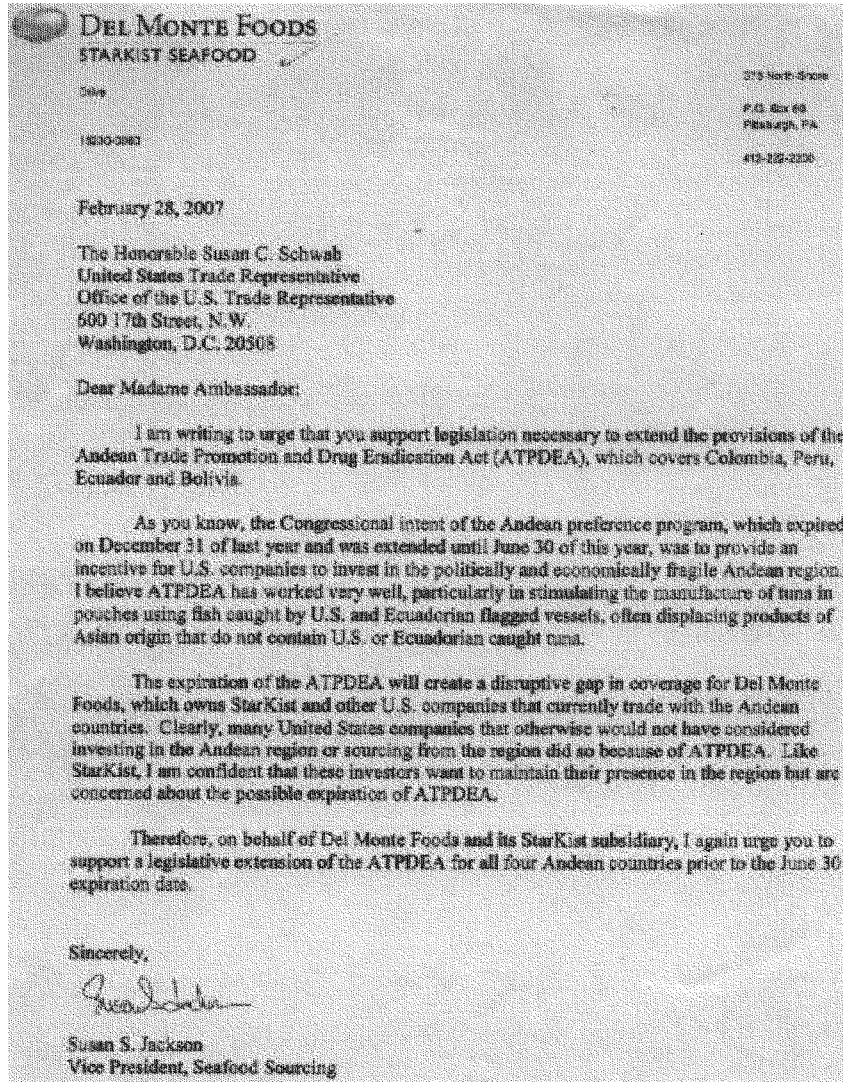 DEL MONTE FOODS
STARKIST SEAFOOD
375 North Shore
Drive
P.O. Box 60
Pittsburgh, PA
412-222-2200
February 28, 2007
The Honorable Susan C. Schwab
United States Trade Representative
Office of the U.S. Trade Representative
600 17th Street, N.W.
Washington, D.C. 20508
Dear Madame Ambassador:
I am writing to urge that you support legislation necessary to extend the provisions of the
Andean Trade Promotion and Drug Eradication Act (ATPDEA), which covers Colombia, Peru,
Ecuador and Bolivia.
As you know, the Congressional intent of the Andean preference program, which expired
on December 31 of last year and was extended until June 30 of this year, was to provide an
incentive for U.S. companies to invest in the politically and economically fragile Andean region.
I believe ATPDEA has worked very well, particularly in stimulating the manufacture of tuna in
pouches using fish caught by U.S. and Ecuadorian flagged vessels, often displacing products of
Asian origin that do not contain U.S. or Ecuadorian caught tuna.
The expiration of the ATPDEA will create a disruptive gap in coverage for Del Monte
Foods, which owns StarKist and other U.S. companies that currently trade with the Andean
countries. Clearly, many United States companies that otherwise would not have considered
investing in the Andean region or sourcing from the region did so because of ATPDEA. Like
StarKist, I am confident that these investors want to maintain their presence in the region but are
concerned about the possible expiration of ATPDEA.
Therefore, on behalf of Del Monte Foods and its StarKist subsidiary, I again urge you to
support a legislative extension of the ATPDEA for all four Andean countries prior to the June 30
expiration date.
Sincerely,
Susan S. Jackson
Vice President, Seafood Sourcing